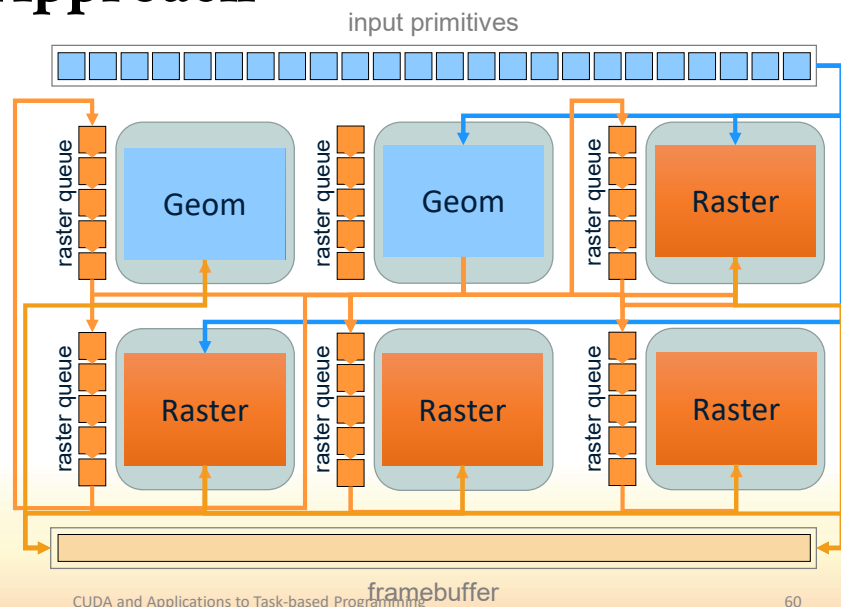 Approach
input primitives
raster queue
Geom
raster queue
Geom
raster queue
Raster
raster queue
Raster
raster queue
Raster
raster queue
Raster
framebuffer
CUDA and Applications to Task-based Programming
60